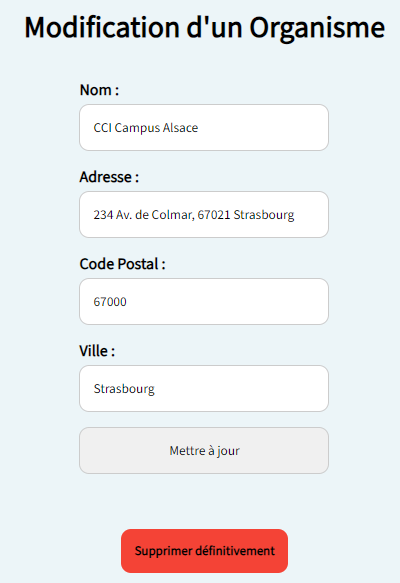 Modification d'un Organisme
Nom :
CCI Campus Alsace
Adresse :
234 Av. de Colmar, 67021 Strasbourg
Code Postal :
67000
Ville :
Strasbourg
Mettre à jour
Supprimer définitivement